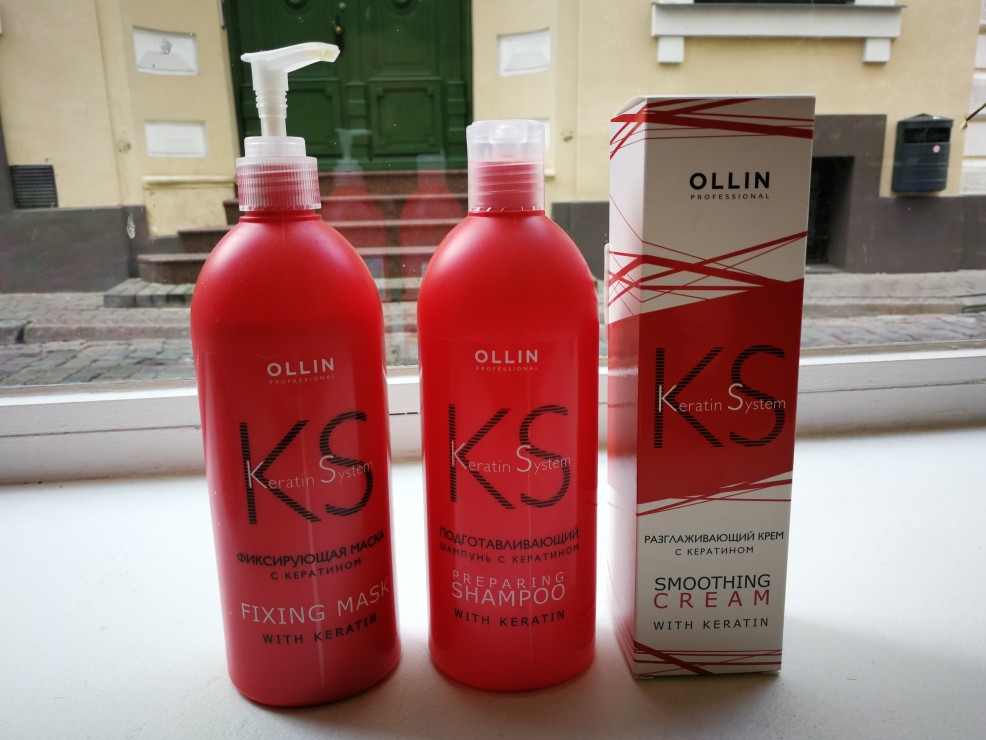 OLLIN
PROFESSIONAL
KS
Keratin System
ФИКСИРУЮЩАЯ МАСКА
С КЕРАТИНОМ
FIXING MASK
WITH KERATIN
OLLIN
PROFESSIONAL
KS
Keratin System
ПОДГОТАВЛИВАЮЩИЙ
ШАМПУНЬ С КЕРАТИНОМ
PREPARING
SHAMPOO
WITH KERATIN
OLLIN
PROFESSIONAL
KS
Keratin System
РАЗГЛАЖИВАЮЩИЙ КРЕМ
С КЕРАТИНОМ
SMOOTHING
CREAM
WITH KERATIN